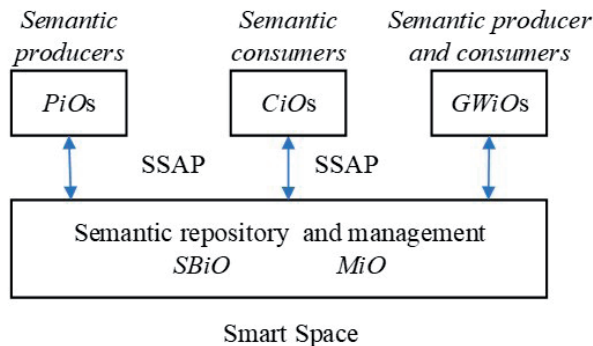 Semantic producers
Semantic consumers
Semantic producer and consumers
PiOs
CiOs
GWiOs
SSAP
SSAP
Semantic repository and management
SBiO MiO
Smart Space